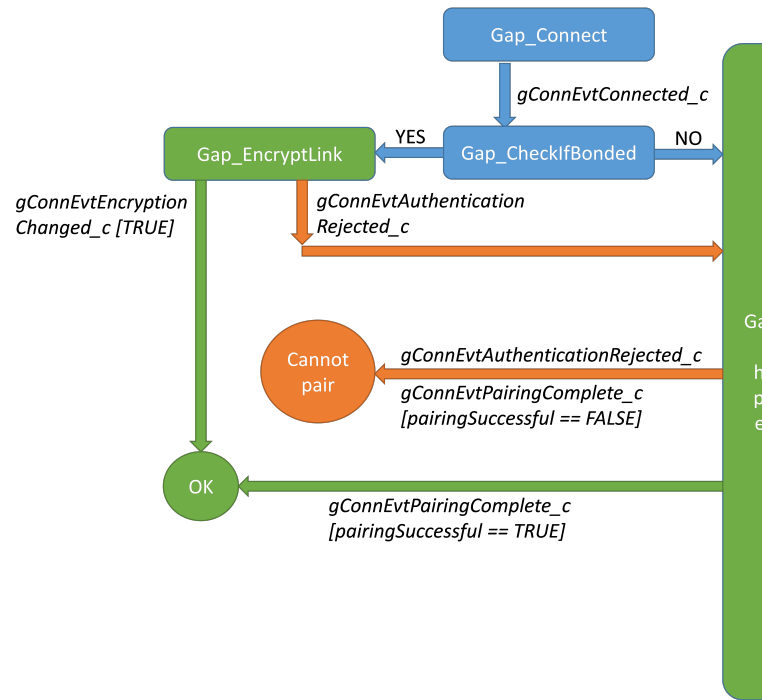 Gap_Connect
gConnEvtConnected_c
YES
NO
Gap_EncryptLink
Gap_CheckIfBonded
gConnEvtEncryption
Changed_c [TRUE]
gConnEvtAuthentication
Rejected_c
Cannot
pair
gConnEvtAuthenticationRejected_c
gConnEvtPairingComplete_c
[pairingSuccessful == FALSE]
OK
gConnEvtPairingComplete_c
[pairingSuccessful == TRUE]